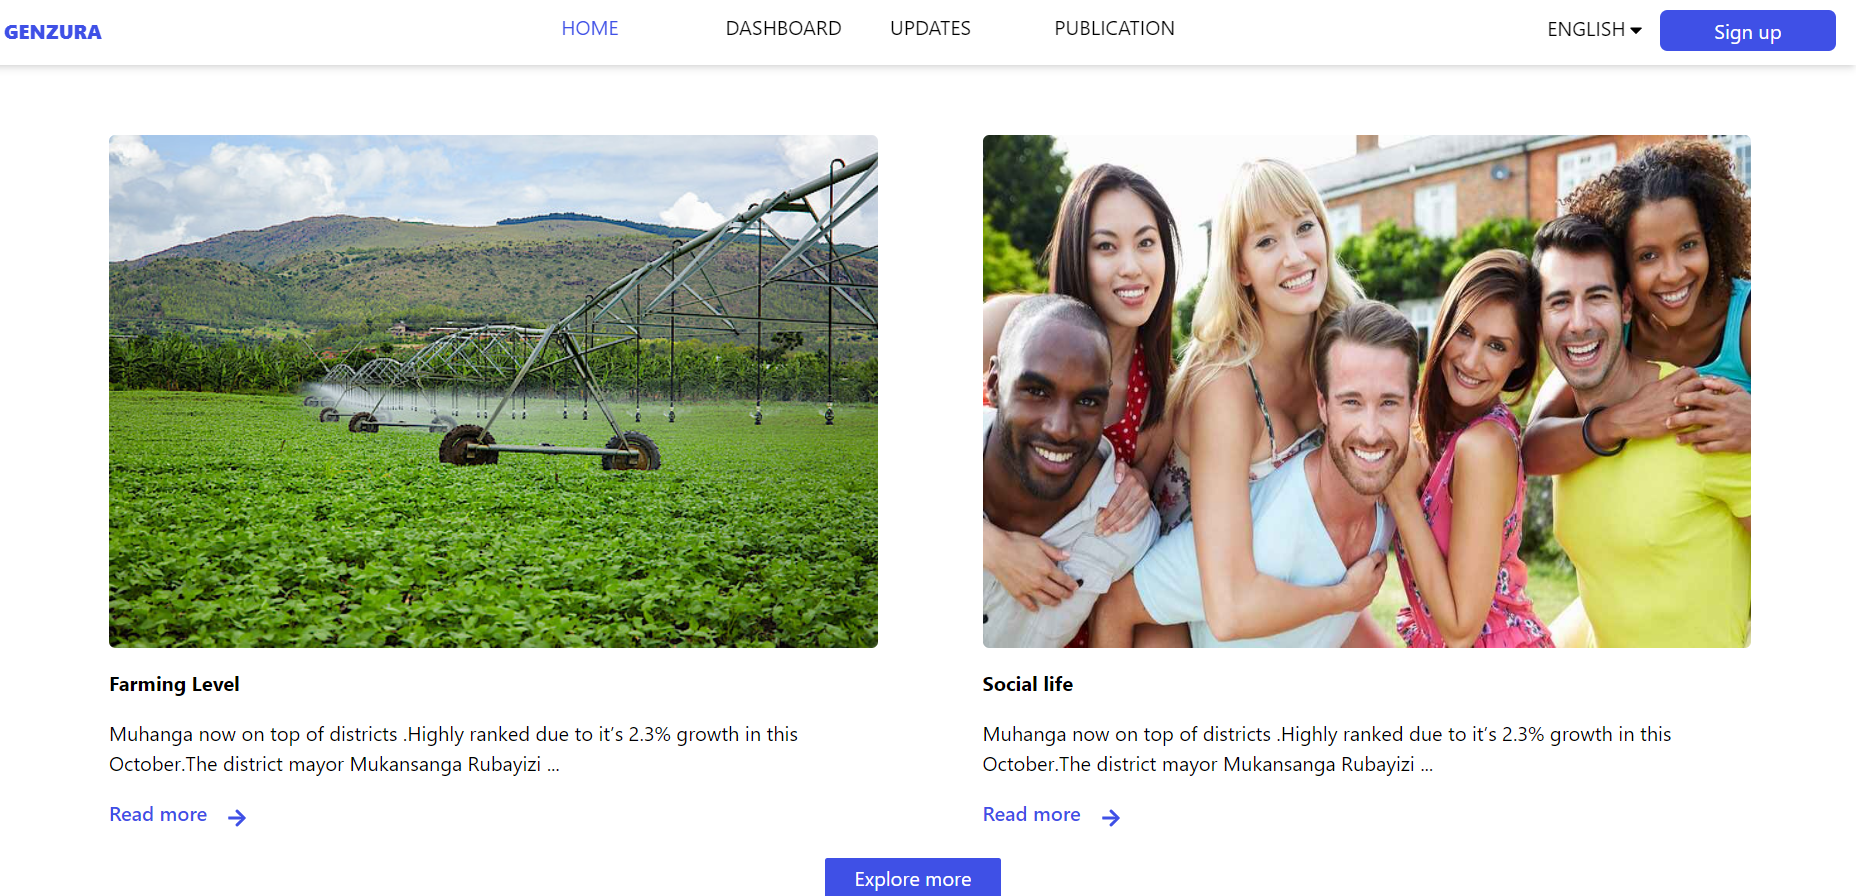 GENZURA
HOME
DASHBOARD
UPDATES
PUBLICATION
ENGLISH
Sign up
Farming Level
Muhanga now on top of districts .Highly ranked due to it’s 2.3% growth in this
October.The district mayor Mukansanga Rubayizi ...
Read more
Social life
Muhanga now on top of districts .Highly ranked due to it’s 2.3% growth in this
October.The district mayor Mukansanga Rubayizi ...
Read more
Explore more